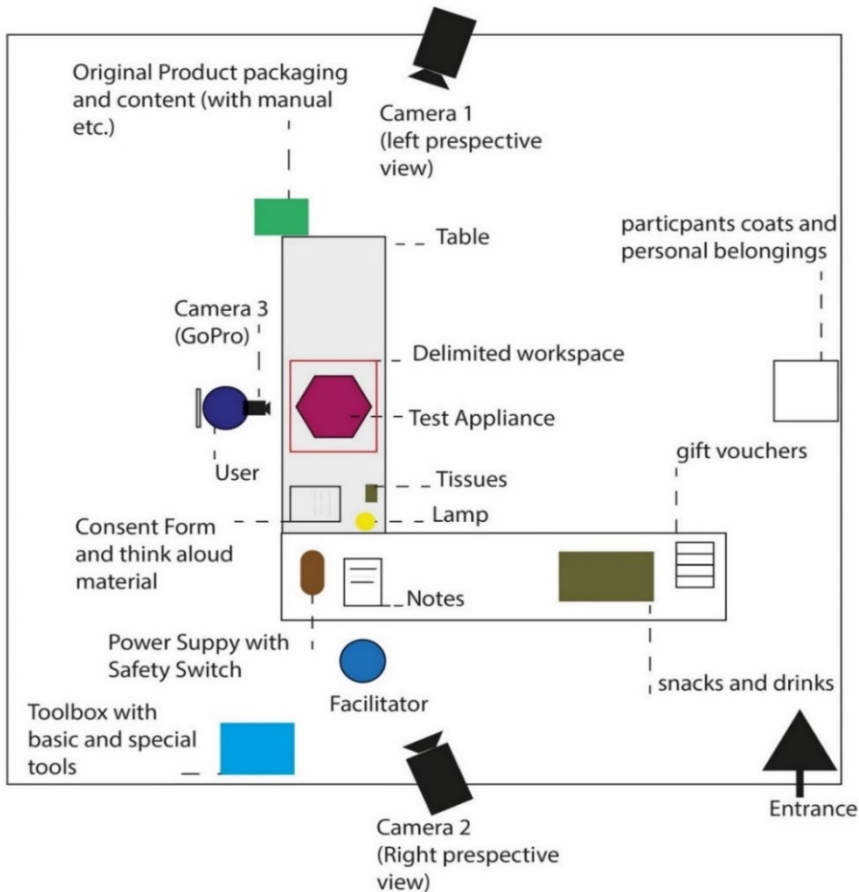 Original Product packaging
and content (with manual
etc.)
Camera 1
(left prespective
view)
Table
particpants coats and
personal belongings
Camera 3
(GoPro)
Delimited workspace
Test Appliance
User
gift vouchers
Tissues
Lamp
Consent Form
and think aloud
material
Notes
Power Suppy with
Safety Switch
Facilitator
snacks and drinks
Toolbox with
basic and special
tools
Entrance
Camera 2
(Right prespective
view)